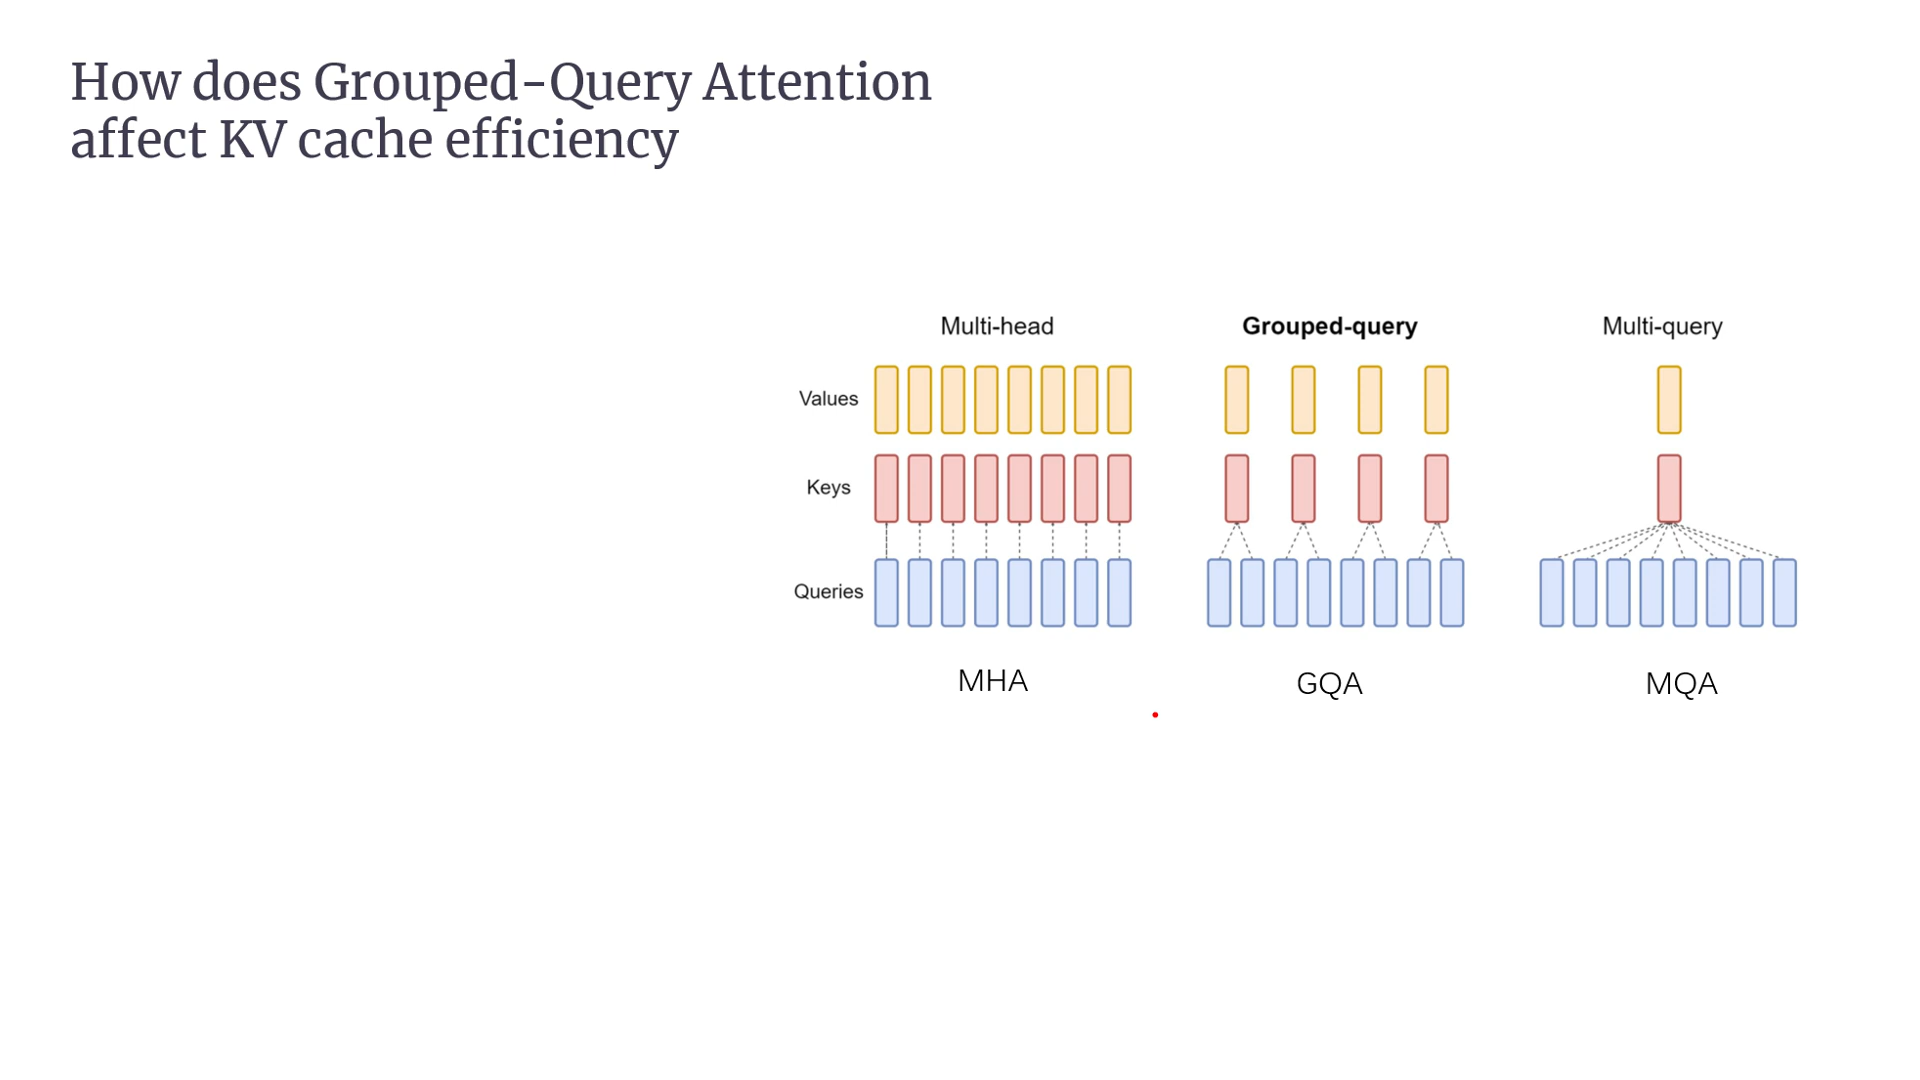 How does Grouped-Query Attention
affect KV cache efficiency
Multi-head
Grouped-query
Multi-query
Values
Keys
Queries
MHA
GQA
MQA